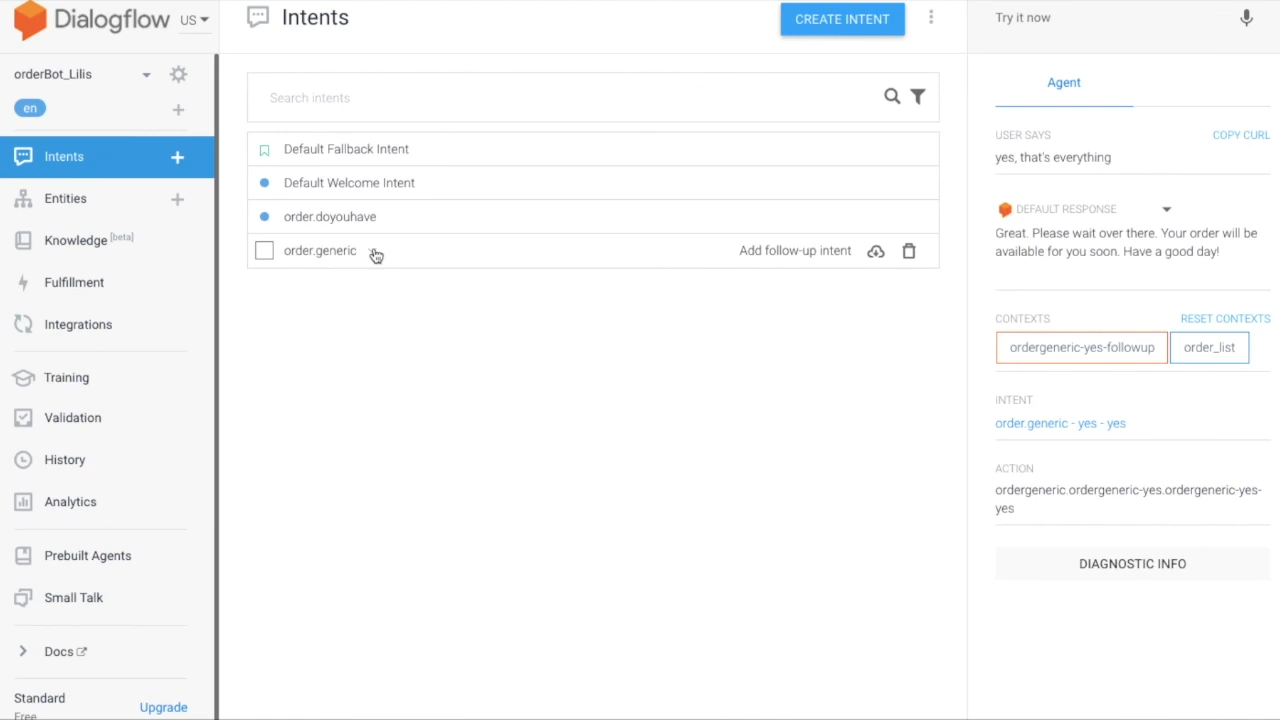 Dialogflow
US
Intents
CREATE INTENT
Try it now
orderBot_Lilis
en
Search intents
Agent
Intents
Entities
Knowledge [beta]
Fulfillment
Integrations
Training
Validation
History
Analytics
Prebuilt Agents
Small Talk
Docs
Standard
Free
Upgrade
Default Fallback Intent
Default Welcome Intent
order.doyouhave
order.generic
Add follow-up intent
USER SAYS
COPY CURL
yes, that's everything
DEFAULT RESPONSE
Great. Please wait over there. Your order will be
available for you soon. Have a good day!
CONTEXTS
RESET CONTEXTS
ordergeneric-yes-followup
order_list
INTENT
order.generic - yes - yes
ACTION
ordergeneric.ordergeneric-yes.ordergeneric-yes-
yes
DIAGNOSTIC INFO